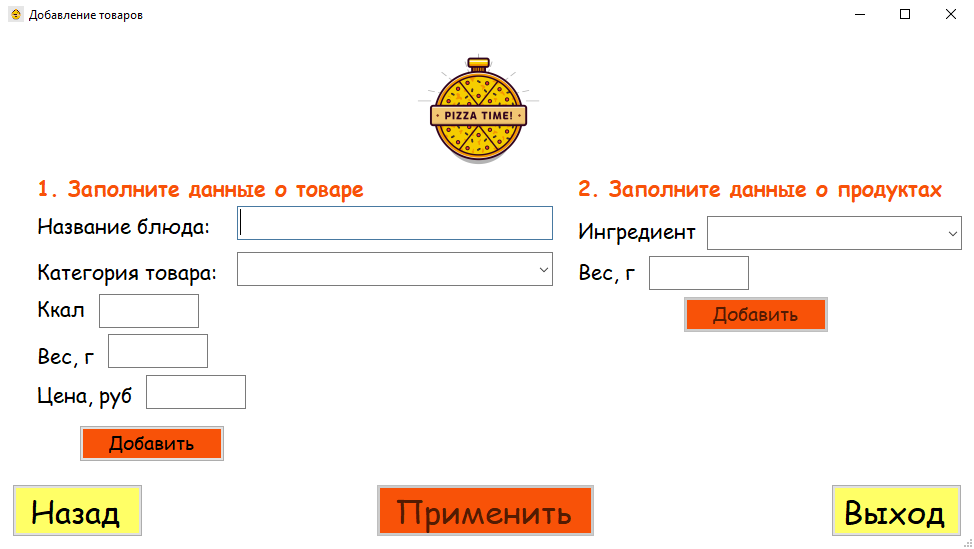 Добавление товаров
PIZZA TIME!
1. Заполните данные о товаре
Название блюда:
Категория товара:
Ккал
Вес, г
Цена, руб
Добавить
2. Заполните данные о продуктах
Ингредиент
Вес, г
Добавить
Назад
Применить
Выход